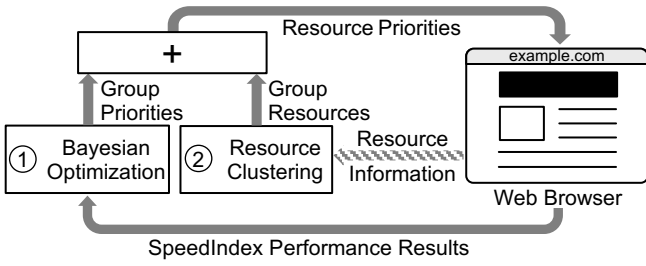 Resource Priorities
example.com
+
Group
Priorities
Group
Resources
1 Bayesian
Optimization
2 Resource
Clustering
Resource
Information
Web Browser
SpeedIndex Performance Results